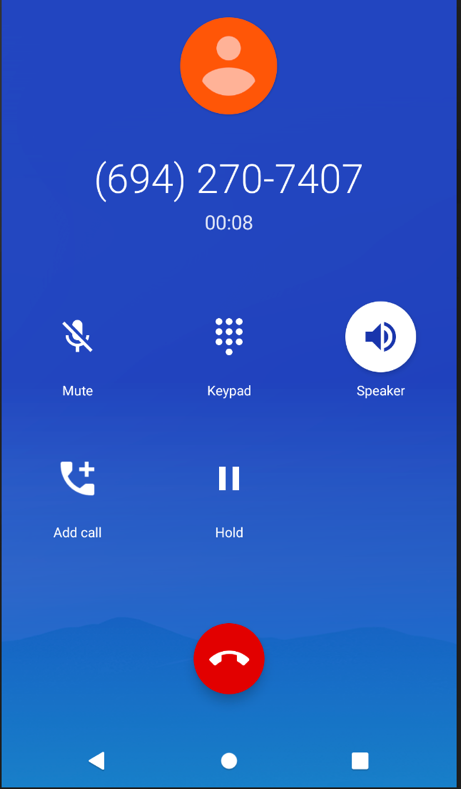 (694) 270-7407
00:08
Mute
Keypad
Speaker
Add call
Hold